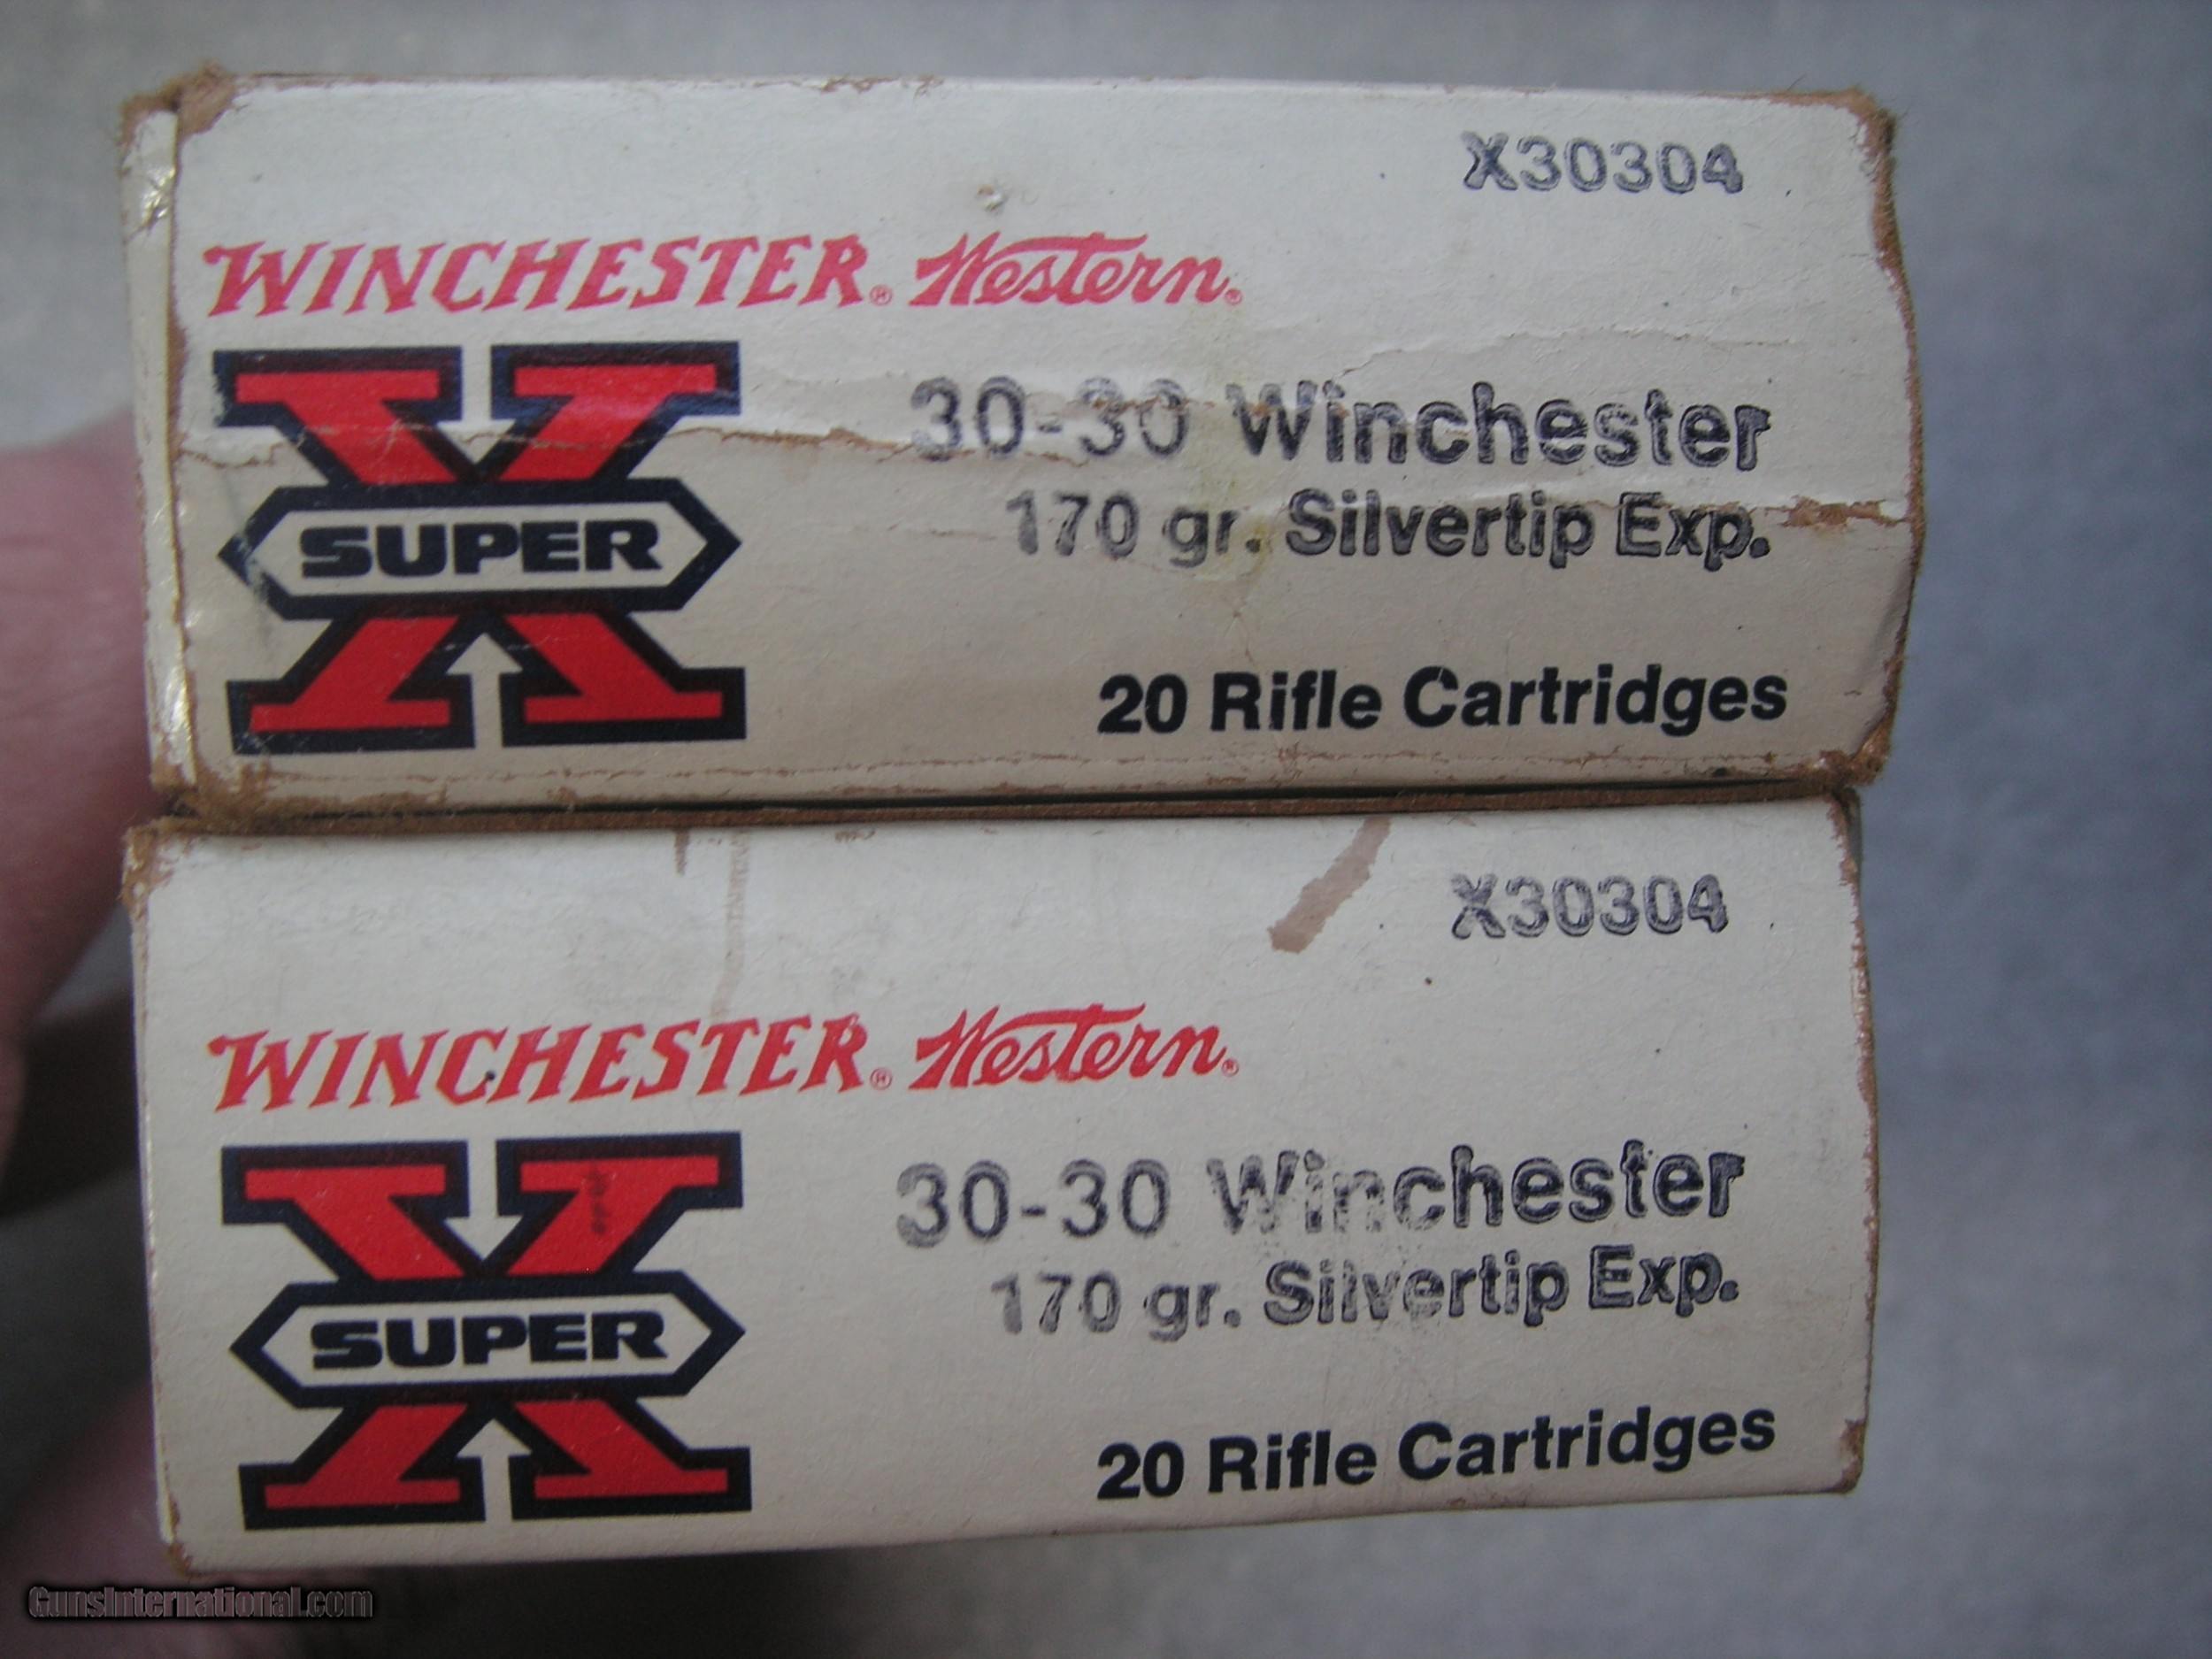 X30304
WINCHESTER® Western®
30-30 Winchester
170 gr. Silvertip Exp.
SUPER X
20 Rifle Cartridges
X30304
WINCHESTER® Western®
30-30 Winchester
170 gr. Silvertip Exp.
SUPER X
20 Rifle Cartridges
GunsInternational.com